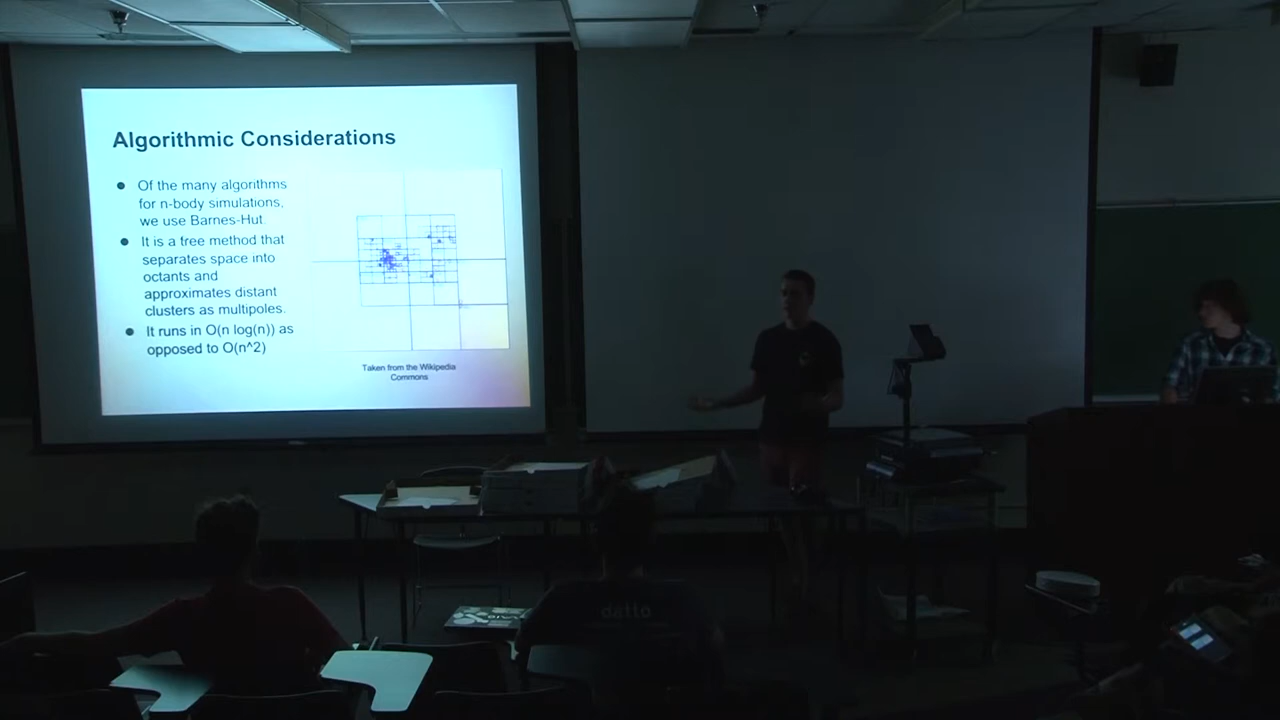 Algorithmic Considerations
● Of the many algorithms
for n-body simulations,
we use Barnes-Hut.
● It is a tree method that
separates space into
octants and
approximates distant
clusters as multipoles.
● It runs in O(n log(n)) as
opposed to O(n^2)
Taken from the Wikipedia
Commons
datto